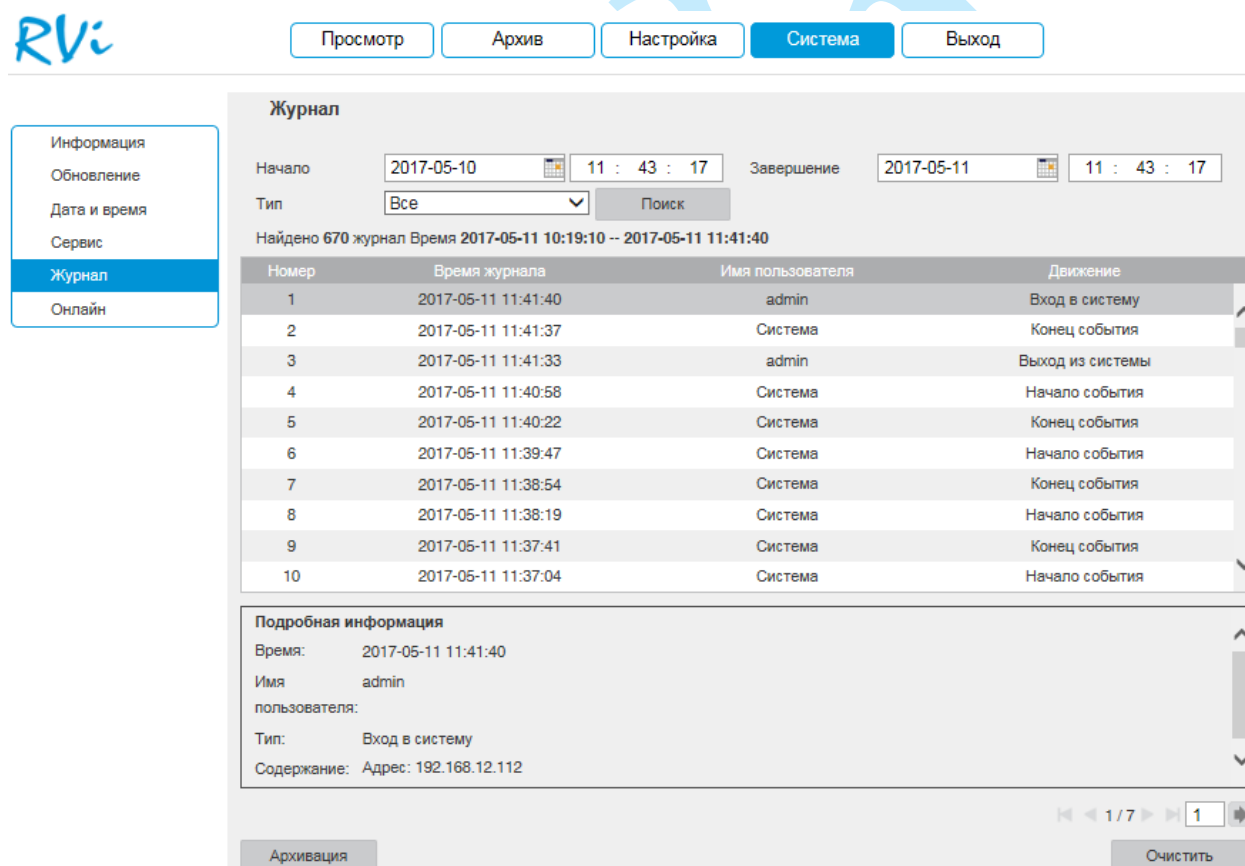 RVi
Просмотр Архив Настройка Система Выход
Журнал
Информация
Обновление
Дата и время
Сервис
Журнал
Онлайн
Начало 2017-05-10 11 : 43 : 17 Завершение 2017-05-11 11 : 43 : 17
Тип Все Поиск
Найдено 670 журнал Время 2017-05-11 10:19:10 -- 2017-05-11 11:41:40
Номер Время журнала Имя пользователя Движение
1 2017-05-11 11:41:40 admin Вход в систему
2 2017-05-11 11:41:37 Система Конец события
3 2017-05-11 11:41:33 admin Выход из системы
4 2017-05-11 11:40:58 Система Начало события
5 2017-05-11 11:40:22 Система Конец события
6 2017-05-11 11:39:47 Система Начало события
7 2017-05-11 11:38:54 Система Конец события
8 2017-05-11 11:38:19 Система Начало события
9 2017-05-11 11:37:41 Система Конец события
10 2017-05-11 11:37:04 Система Начало события
Подробная информация
Время: 2017-05-11 11:41:40
Имя admin
пользователя:
Тип: Вход в систему
Содержание: Адрес: 192.168.12.112
1 / 7 1
Архивация Очистить